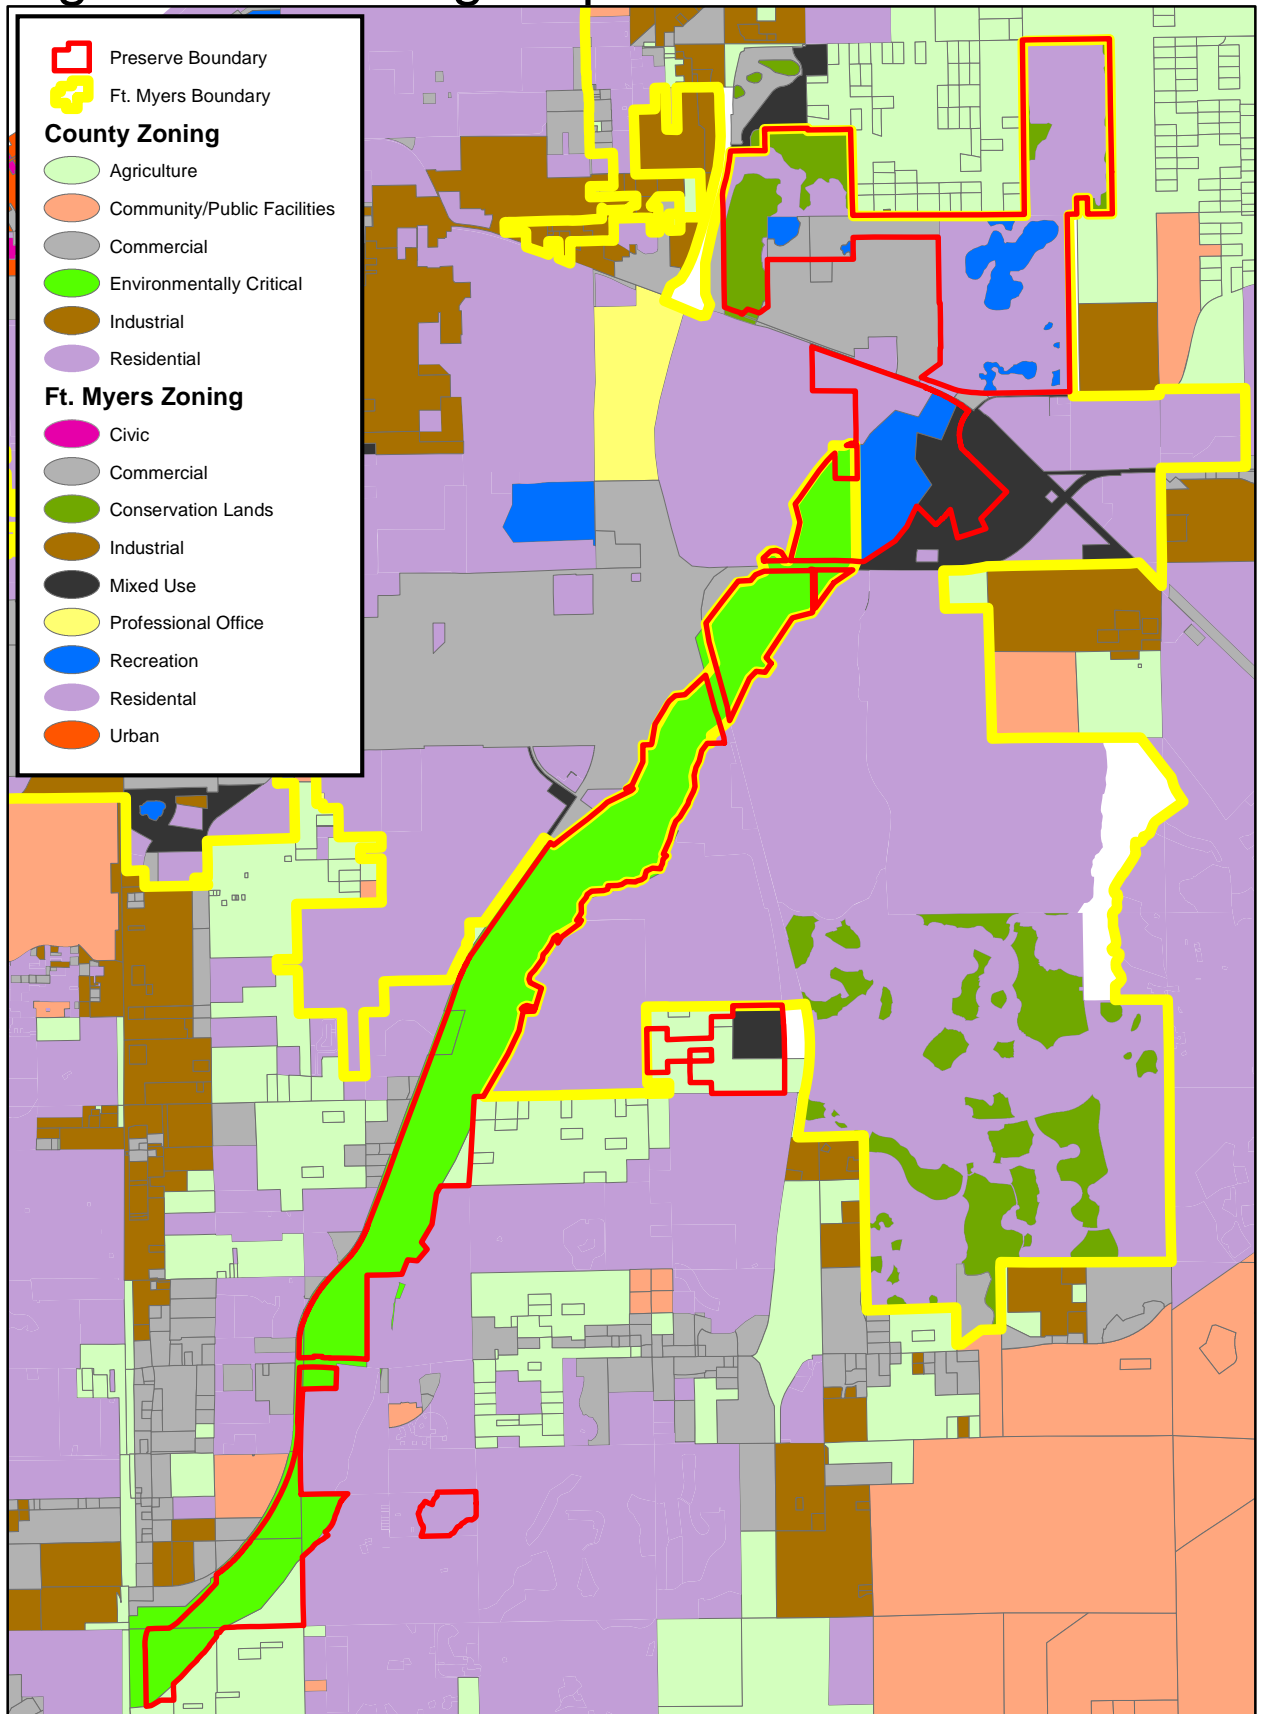 Preserve Boundary
Ft. Myers Boundary
County Zoning
Agriculture
Community/Public Facilities
Commercial
Environmentally Critical
Industrial
Residential
Ft. Myers Zoning
Civic
Commercial
Conservation Lands
Industrial
Mixed Use
Professional Office
Recreation
Residental
Urban